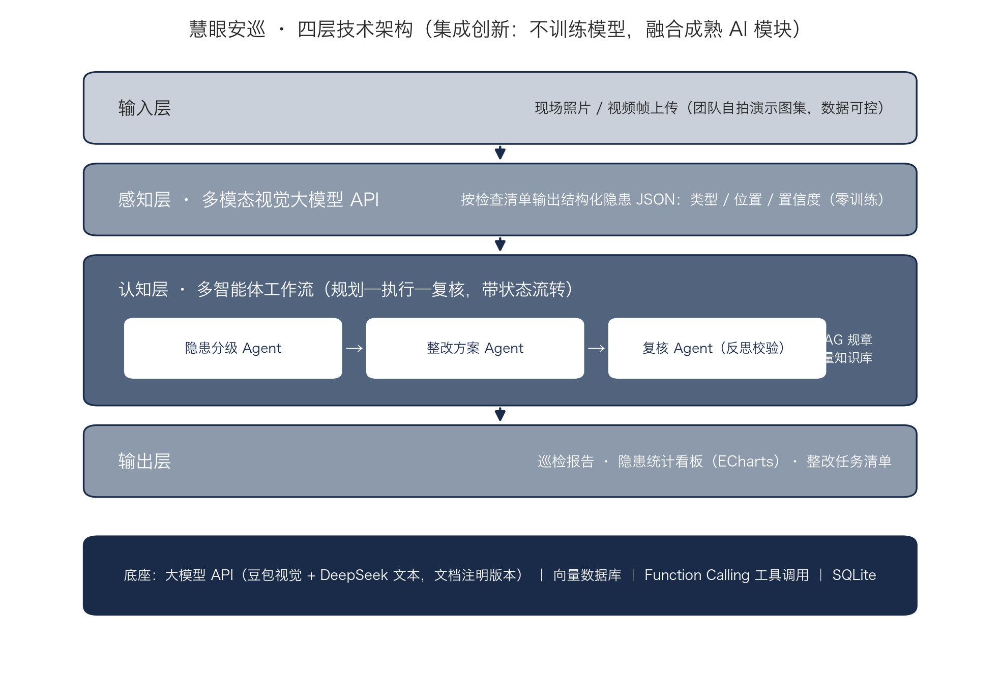 慧眼安巡 · 四层技术架构（集成创新：不训练模型，融合成熟 AI 模块）
输入层
现场照片 / 视频帧上传（团队自拍演示图集，数据可控）
感知层 · 多模态视觉大模型 API
按检查清单输出结构化隐患 JSON：类型 / 位置 / 置信度（零训练）
认知层 · 多智能体工作流（规划—执行—复核，带状态流转）
隐患分级 Agent
→
整改方案 Agent
→
复核 Agent（反思校验）
AG 规章
量知识库
输出层
巡检报告 · 隐患统计看板（ECharts） · 整改任务清单
底座：大模型 API（豆包视觉 + DeepSeek 文本，文档注明版本）｜向量数据库｜Function Calling 工具调用｜SQLite